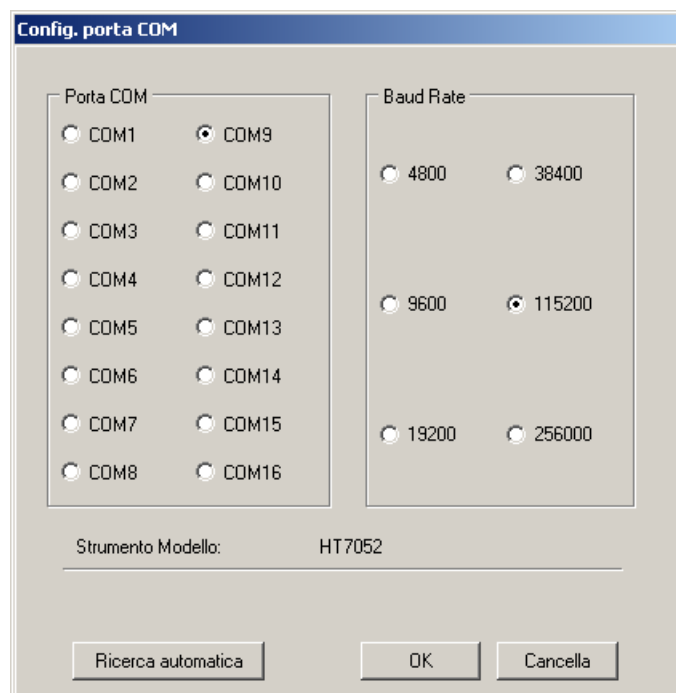 Config. porta COM
Porta COM
COM1 COM9
COM2 COM10
COM3 COM11
COM4 COM12
COM5 COM13
COM6 COM14
COM7 COM15
COM8 COM16
Baud Rate
4800 38400
9600 115200
19200 256000
Strumento Modello: HT7052
Ricerca automatica OK Cancella